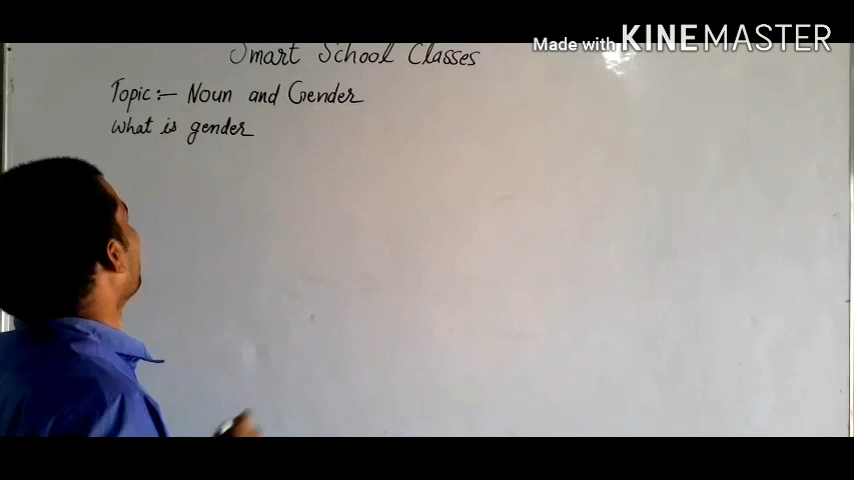 Made with KINEMASTER
Smart School Classes
Topic:- Noun and Gender
What is gender